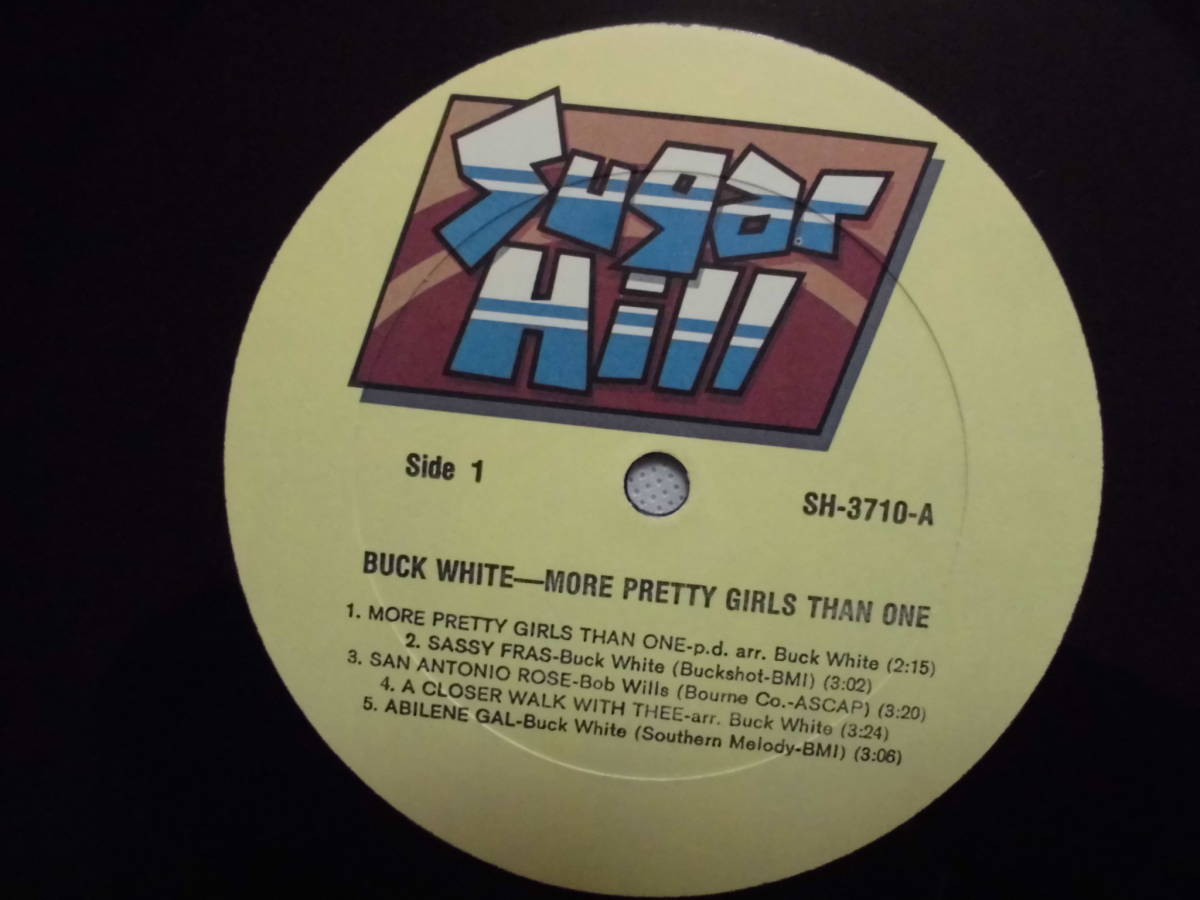 Sugar
Hill
Side 1
SH-3710-A
BUCK WHITE—MORE PRETTY GIRLS THAN ONE
1. MORE PRETTY GIRLS THAN ONE-p.d. arr. Buck White (2:15)
2. SASSY FRAS-Buck White (Buckshot-BMI) (3:02)
3. SAN ANTONIO ROSE-Bob Wills (Bourne Co.-ASCAP) (3:20)
4. A CLOSER WALK WITH THEE-arr. Buck White (3:24)
5. ABILENE GAL-Buck White (Southern Melody-BMI) (3:06)